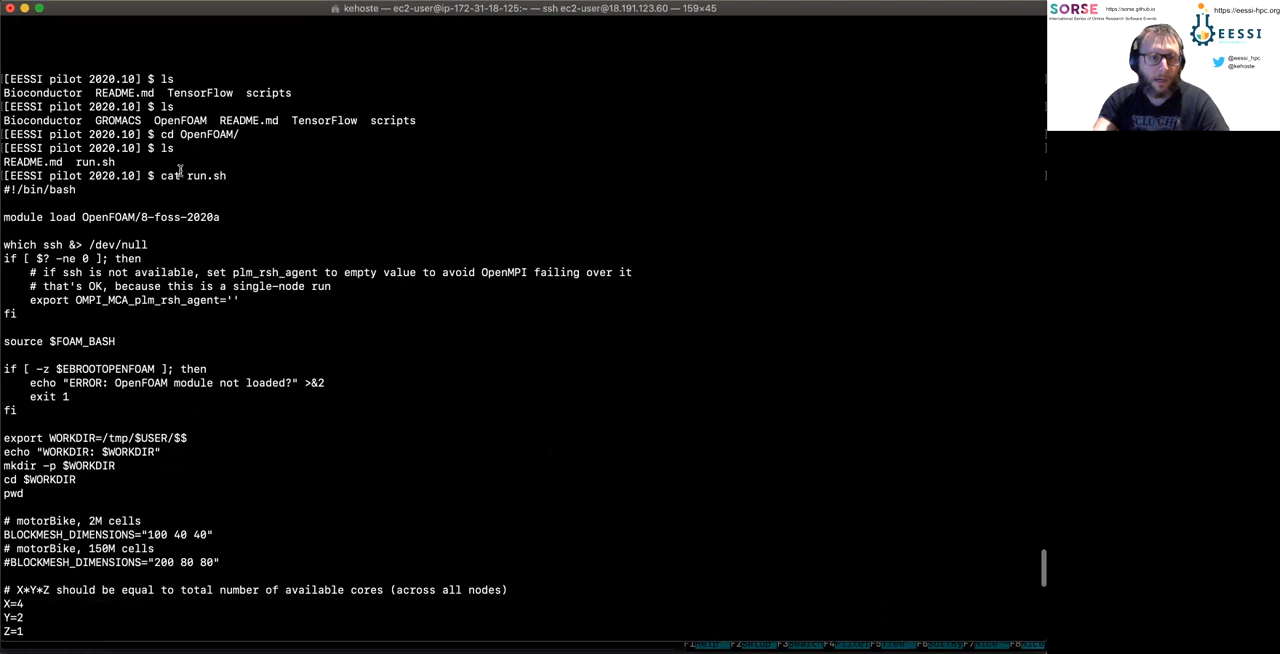 kehoste — ec2-user@ip-172-31-18-125:~ — ssh ec2-user@18.191.123.60 — 159×45
SORSE https://sorse.github.io
International Series of Online Research Software Events
https://eessi-hpc.org
EESSI
@eessi_hpc
@kehoste
[EESSI pilot 2020.10] $ ls
Bioconductor  README.md  TensorFlow  scripts
[EESSI pilot 2020.10] $ ls
Bioconductor  GROMACS  OpenFOAM  README.md  TensorFlow  scripts
[EESSI pilot 2020.10] $ cd OpenFOAM/
[EESSI pilot 2020.10] $ ls
README.md  run.sh
[EESSI pilot 2020.10] $ cat run.sh
#!/bin/bash
module load OpenFOAM/8-foss-2020a
which ssh &> /dev/null
if [ $? -ne 0 ]; then
    # if ssh is not available, set plm_rsh_agent to empty value to avoid OpenMPI failing over it
    # that's OK, because this is a single-node run
    export OMPI_MCA_plm_rsh_agent=''
fi
source $FOAM_BASH
if [ -z $EBROOTOPENFOAM ]; then
    echo "ERROR: OpenFOAM module not loaded?" >&2
    exit 1
fi
export WORKDIR=/tmp/$USER/$$
echo "WORKDIR: $WORKDIR"
mkdir -p $WORKDIR
cd $WORKDIR
pwd
# motorBike, 2M cells
BLOCKMESH_DIMENSIONS="100 40 40"
# motorBike, 150M cells
#BLOCKMESH_DIMENSIONS="200 80 80"
# X*Y*Z should be equal to total number of available cores (across all nodes)
X=4
Y=2
Z=1